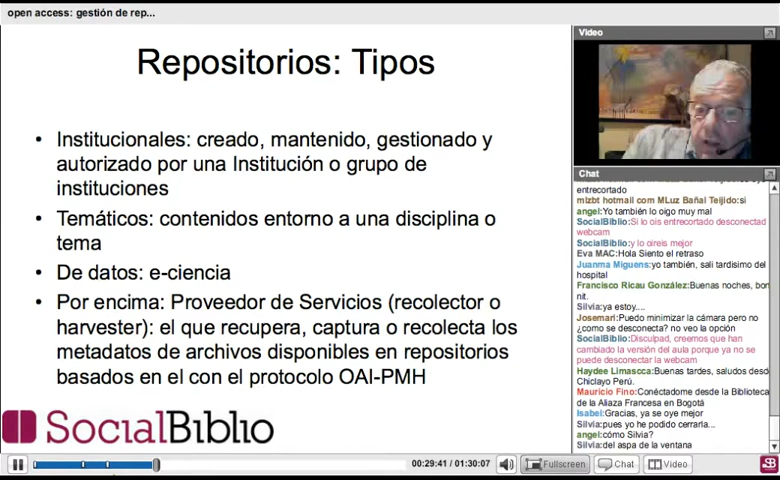 open access: gestión de rep...
Repositorios: Tipos
• Institucionales: creado, mantenido, gestionado y
autorizado por una Institución o grupo de
instituciones
• Temáticos: contenidos entorno a una disciplina o
tema
• De datos: e-ciencia
• Por encima: Proveedor de Servicios (recolector o
harvester): el que recupera, captura o recolecta los
metadatos de archivos disponibles en repositorios
basados en el con el protocolo OAI-PMH
SocialBiblio
Video
Chat
entrecortado
mlzbt hotmail com MLuz Bañal Teijido:si
angel:Yo también lo oigo muy mal
SocialBiblio:Si lo ois entrecortado desconectad
webcam
SocialBiblio:y lo oireis mejor
Eva MAC:Hola Siento el retraso
Juanma Miguens:yo también, sali tardisimo del
hospital
Francisco Ricau González:Buenas noches, bon
nit.
Silvia:ya estoy....
Josemari:Puedo minimizar la cámara pero no
¿como se desconecta? no veo la opción
SocialBiblio:Disculpad, creemos que han
cambiado la versión del aula porque ya no se
puede desconectar la webcam
Haydee Limascca:Buenas tardes, saludos desde
Chiclayo Perú.
Mauricio Fino:Conéctadome desde la Biblioteca
de la Aliaza Francesa en Bogotá
Isabel:Gracias, ya se oye mejor
Silvia:pues yo he podido cerrarla...
angel:cómo Silvia?
Silvia:del aspa de la ventana
00:29:41 / 01:30:07
Fullscreen
Chat
Video
SB